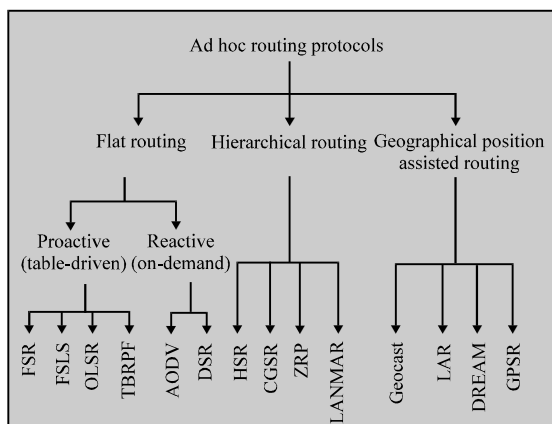 Ad hoc routing protocols
Flat routing
Hierarchical routing
Geographical position
assisted routing
Proactive
(table-driven)
Reactive
(on-demand)
FSR
FSLS
OLSR
TBRPF
AODV
DSR
HSR
CGSR
ZRP
LANMAR
Geocast
LAR
DREAM
GPSR